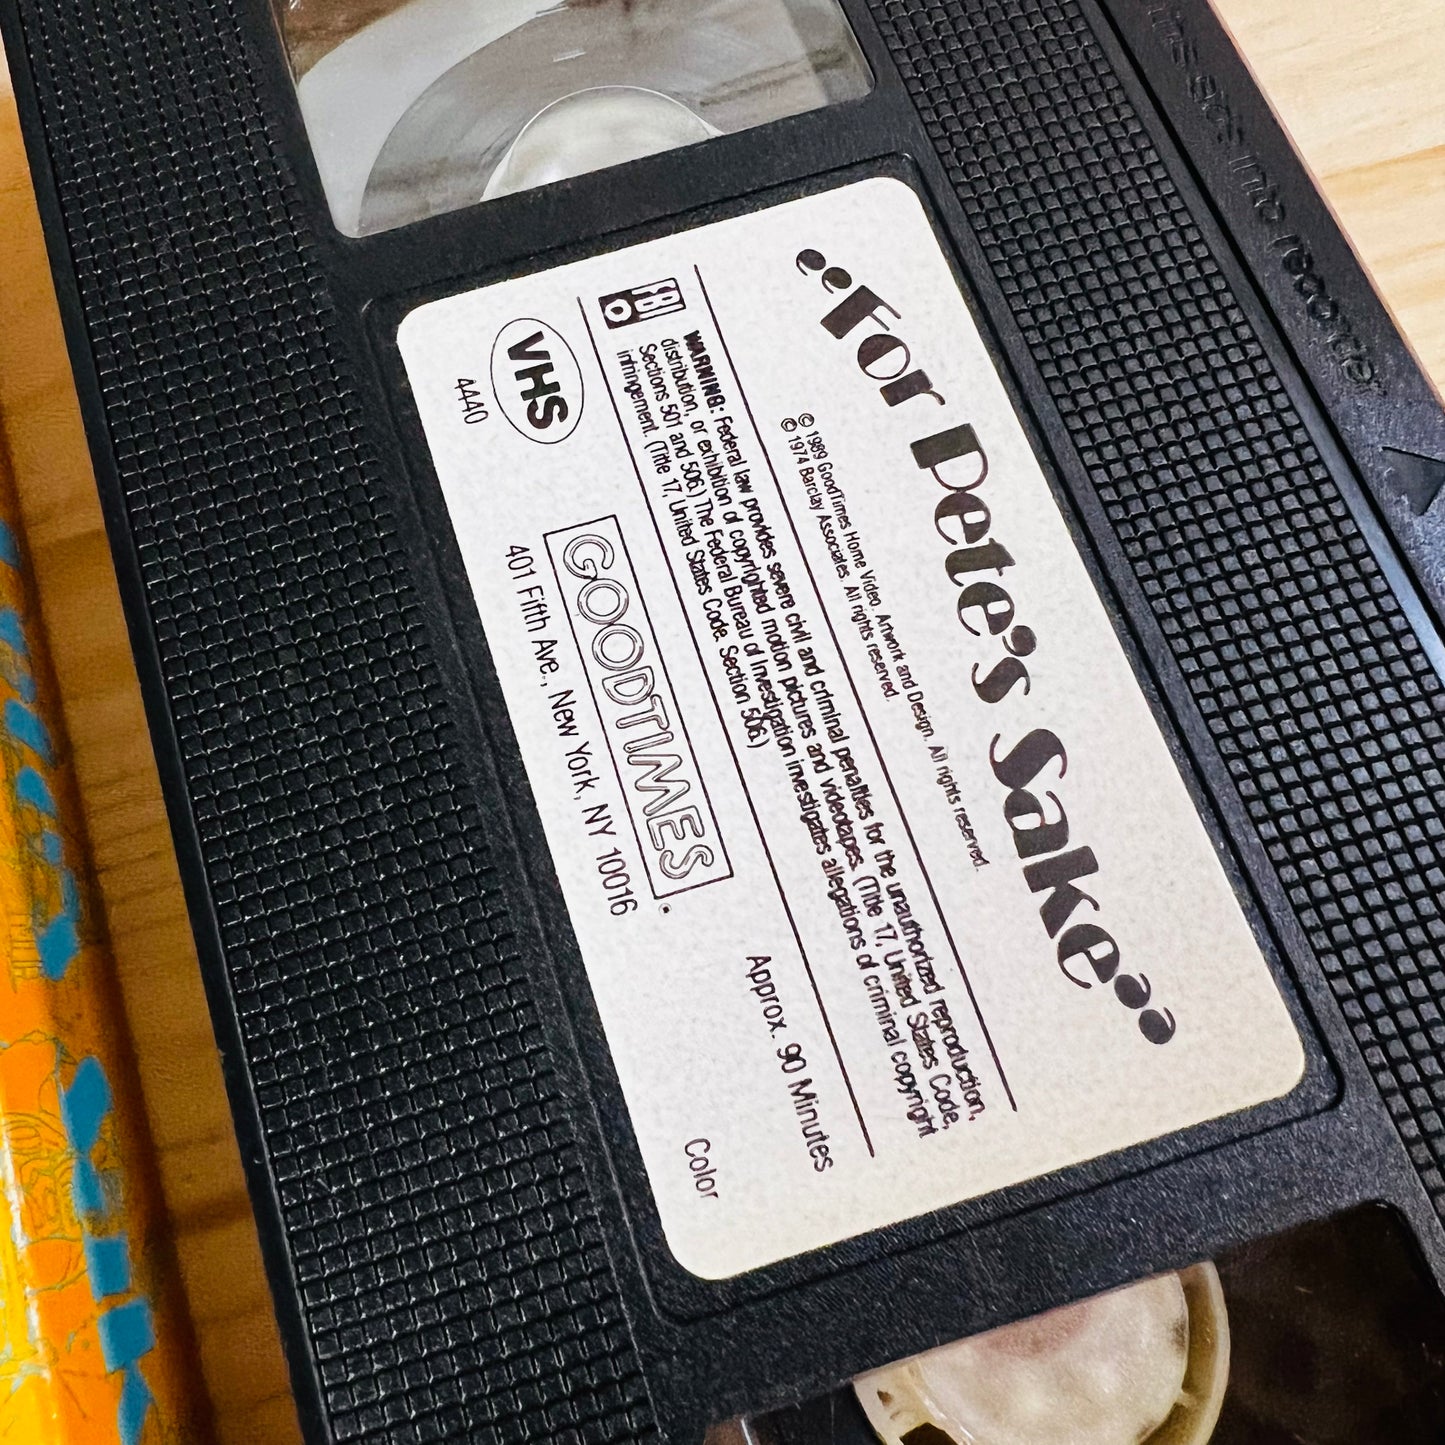 “For Pete's Sake”
© 1989 GoodTimes Home Video. Artwork and Design. All rights reserved.
© 1974 Barclay Associates. All rights reserved.
FBI
WARNING: Federal law provides severe civil and criminal penalties for the unauthorized reproduction,
distribution, or exhibition of copyrighted motion pictures and videotapes. (Title 17, United States Code,
Sections 501 and 506.) The Federal Bureau of Investigation investigates allegations of criminal copyright
infringement. (Title 17, United States Code, Section 506.)
VHS
4440
GOODTIMES
401 Fifth Ave., New York, NY 10016
Approx. 90 Minutes
Color
into recorder